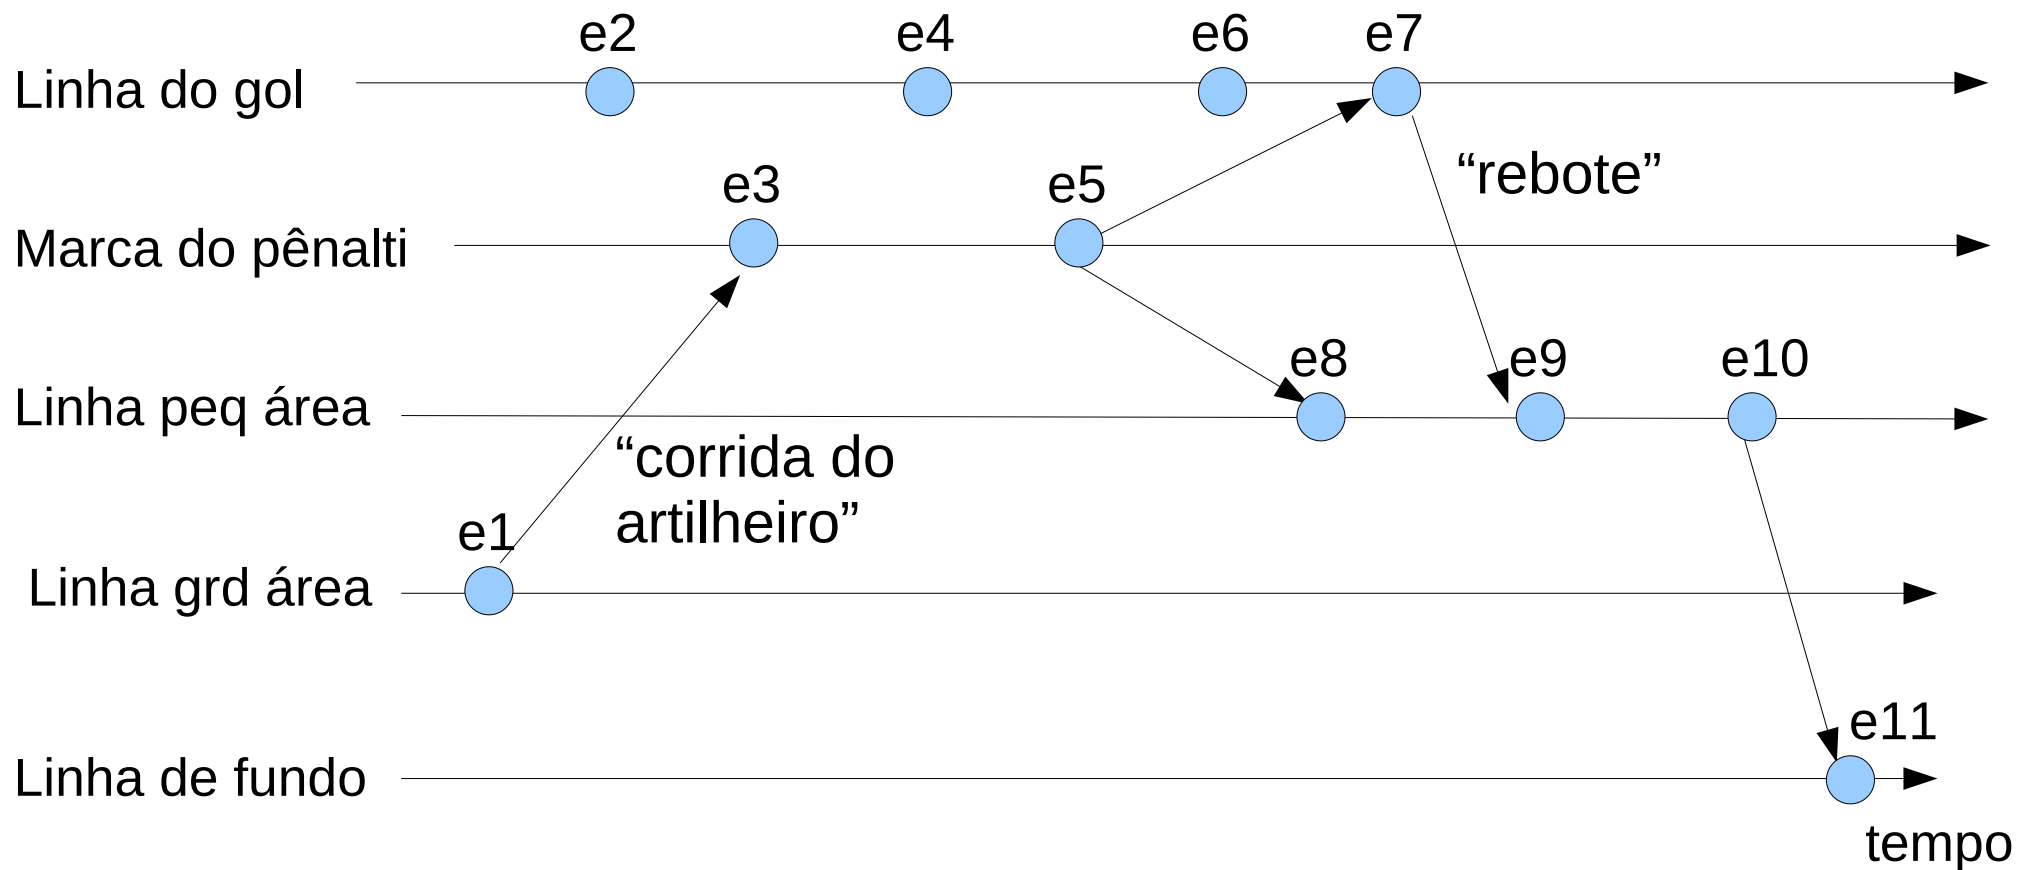 e2 e4 e6 e7
Linha do gol
“rebote”
e3 e5
Marca do pênalti
e8 e9 e10
Linha peq área
“corrida do
artilheiro”
e1
Linha grd área
e11
Linha de fundo
tempo